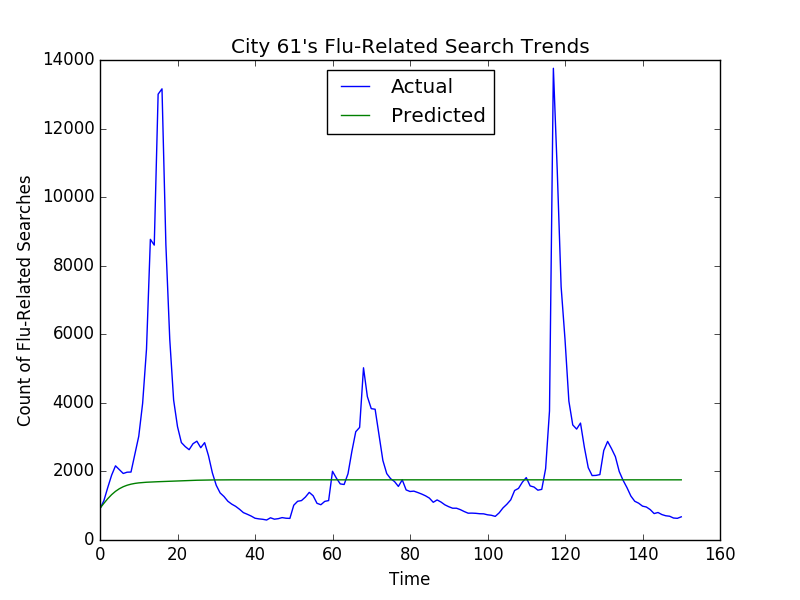 City 61's Flu-Related Search Trends
Actual
Predicted
Count of Flu-Related Searches
14000
12000
10000
8000
6000
4000
2000
0
0 20 40 60 80 100 120 140 160
Time